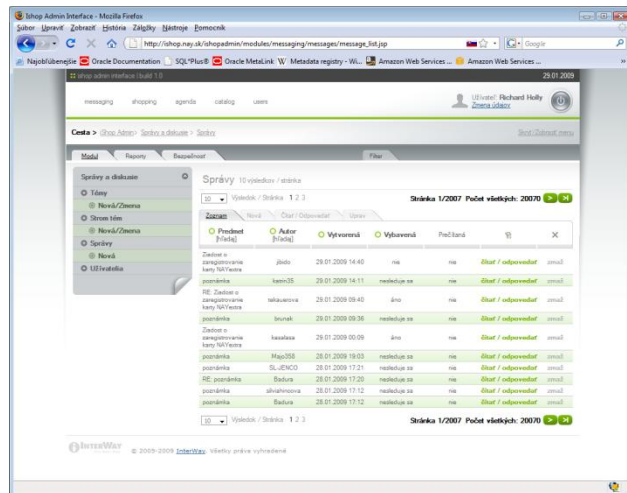 Ishop Admin Interface - Mozilla Firefox
Súbor Upraviť Zobraziť História Záložky Nástroje Pomocník
http://ishop.nay.sk/ishopadmin/modules/messaging/messages/message_list.jsp
Google
Najobľúbenejšie Oracle Documentation SQL*Plus® Oracle MetaLink Metadata registry - Wi... Amazon Web Services ... Amazon Web Services ...
ishop admin interface / build 1.0 29.01.2009
messaging shopping agenda catalog users
Užívateľ: Richard Holly
Zmena údajov
Cesta > iShop Admin > Správy a diskusie > Správy
Skryť / Zobraziť menu
Modul Reporty Bezpečnosť Filter
Správy a diskusie
Témy
Nová/Zmena
Strom tém
Nová/Zmena
Správy
Nová
Užívatelia
Správy 10 výsledkov / stránka
10 Výsledok / Stránka 1 2 3 Stránka 1/2007 Počet všetkých: 20070
Zoznam Nová Čítať / Odpovedať Uprav
Predmet [hľadaj] Autor [hľadaj] Vytvorená Vybavená Prečítaná
Žiadosť o zaregistrovanie karty NAYextra jbido 29.01.2009 14:40 nie nie čítať / odpovedať zmaž
poznámka 29.01.2009 14:11 nesleduje sa nie čítať / odpovedať zmaž
RE: Žiadosť o zaregistrovanie karty NAYextra 29.01.2009 09:40 áno nie čítať / odpovedať zmaž
poznámka brunak 29.01.2009 09:36 nesleduje sa nie čítať / odpovedať zmaž
Žiadosť o zaregistrovanie karty NAYextra 29.01.2009 00:09 áno nie čítať / odpovedať zmaž
poznámka Majo358 28.01.2009 19:03 nesleduje sa nie čítať / odpovedať zmaž
poznámka SL-JENCO 28.01.2009 17:21 nesleduje sa nie čítať / odpovedať zmaž
RE: poznámka Badura 28.01.2009 17:20 nesleduje sa nie čítať / odpovedať zmaž
poznámka 28.01.2009 17:12 nesleduje sa nie čítať / odpovedať zmaž
poznámka Badura 28.01.2009 17:12 nesleduje sa nie čítať / odpovedať zmaž
10 Výsledok / Stránka 1 2 3 Stránka 1/2007 Počet všetkých: 20070
InterWay © 2005-2009 InterWay. Všetky práva vyhradené